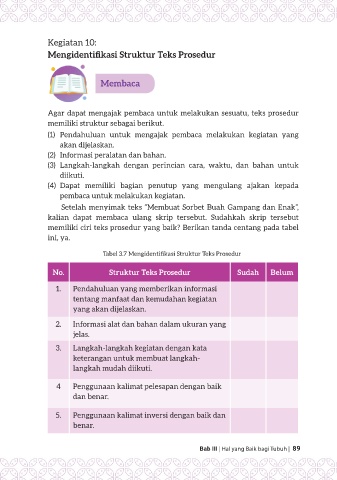 Kegiatan 10:
Mengidentifikasi Struktur Teks Prosedur
Membaca
Agar dapat mengajak pembaca untuk melakukan sesuatu, teks prosedur
memiliki struktur sebagai berikut.
(1) Pendahuluan untuk mengajak pembaca melakukan kegiatan yang
akan dijelaskan.
(2) Informasi peralatan dan bahan.
(3) Langkah-langkah dengan perincian cara, waktu, dan bahan untuk
diikuti.
(4) Dapat memiliki bagian penutup yang mengulang ajakan kepada
pembaca untuk melakukan kegiatan.
Setelah menyimak teks “Membuat Sorbet Buah Gampang dan Enak”,
kalian dapat membaca ulang skrip tersebut. Sudahkah skrip tersebut
memiliki ciri teks prosedur yang baik? Berikan tanda centang pada tabel
ini, ya.
Tabel 3.7 Mengidentifikasi Struktur Teks Prosedur
No. Struktur Teks Prosedur Sudah Belum
1. Pendahuluan yang memberikan informasi
tentang manfaat dan kemudahan kegiatan
yang akan dijelaskan.
2. Informasi alat dan bahan dalam ukuran yang
jelas.
3. Langkah-langkah kegiatan dengan kata
keterangan untuk membuat langkah-
langkah mudah diikuti.
4 Penggunaan kalimat pelesapan dengan baik
dan benar.
5. Penggunaan kalimat inversi dengan baik dan
benar.
Bab III | Hal yang Baik bagi Tubuh | 89